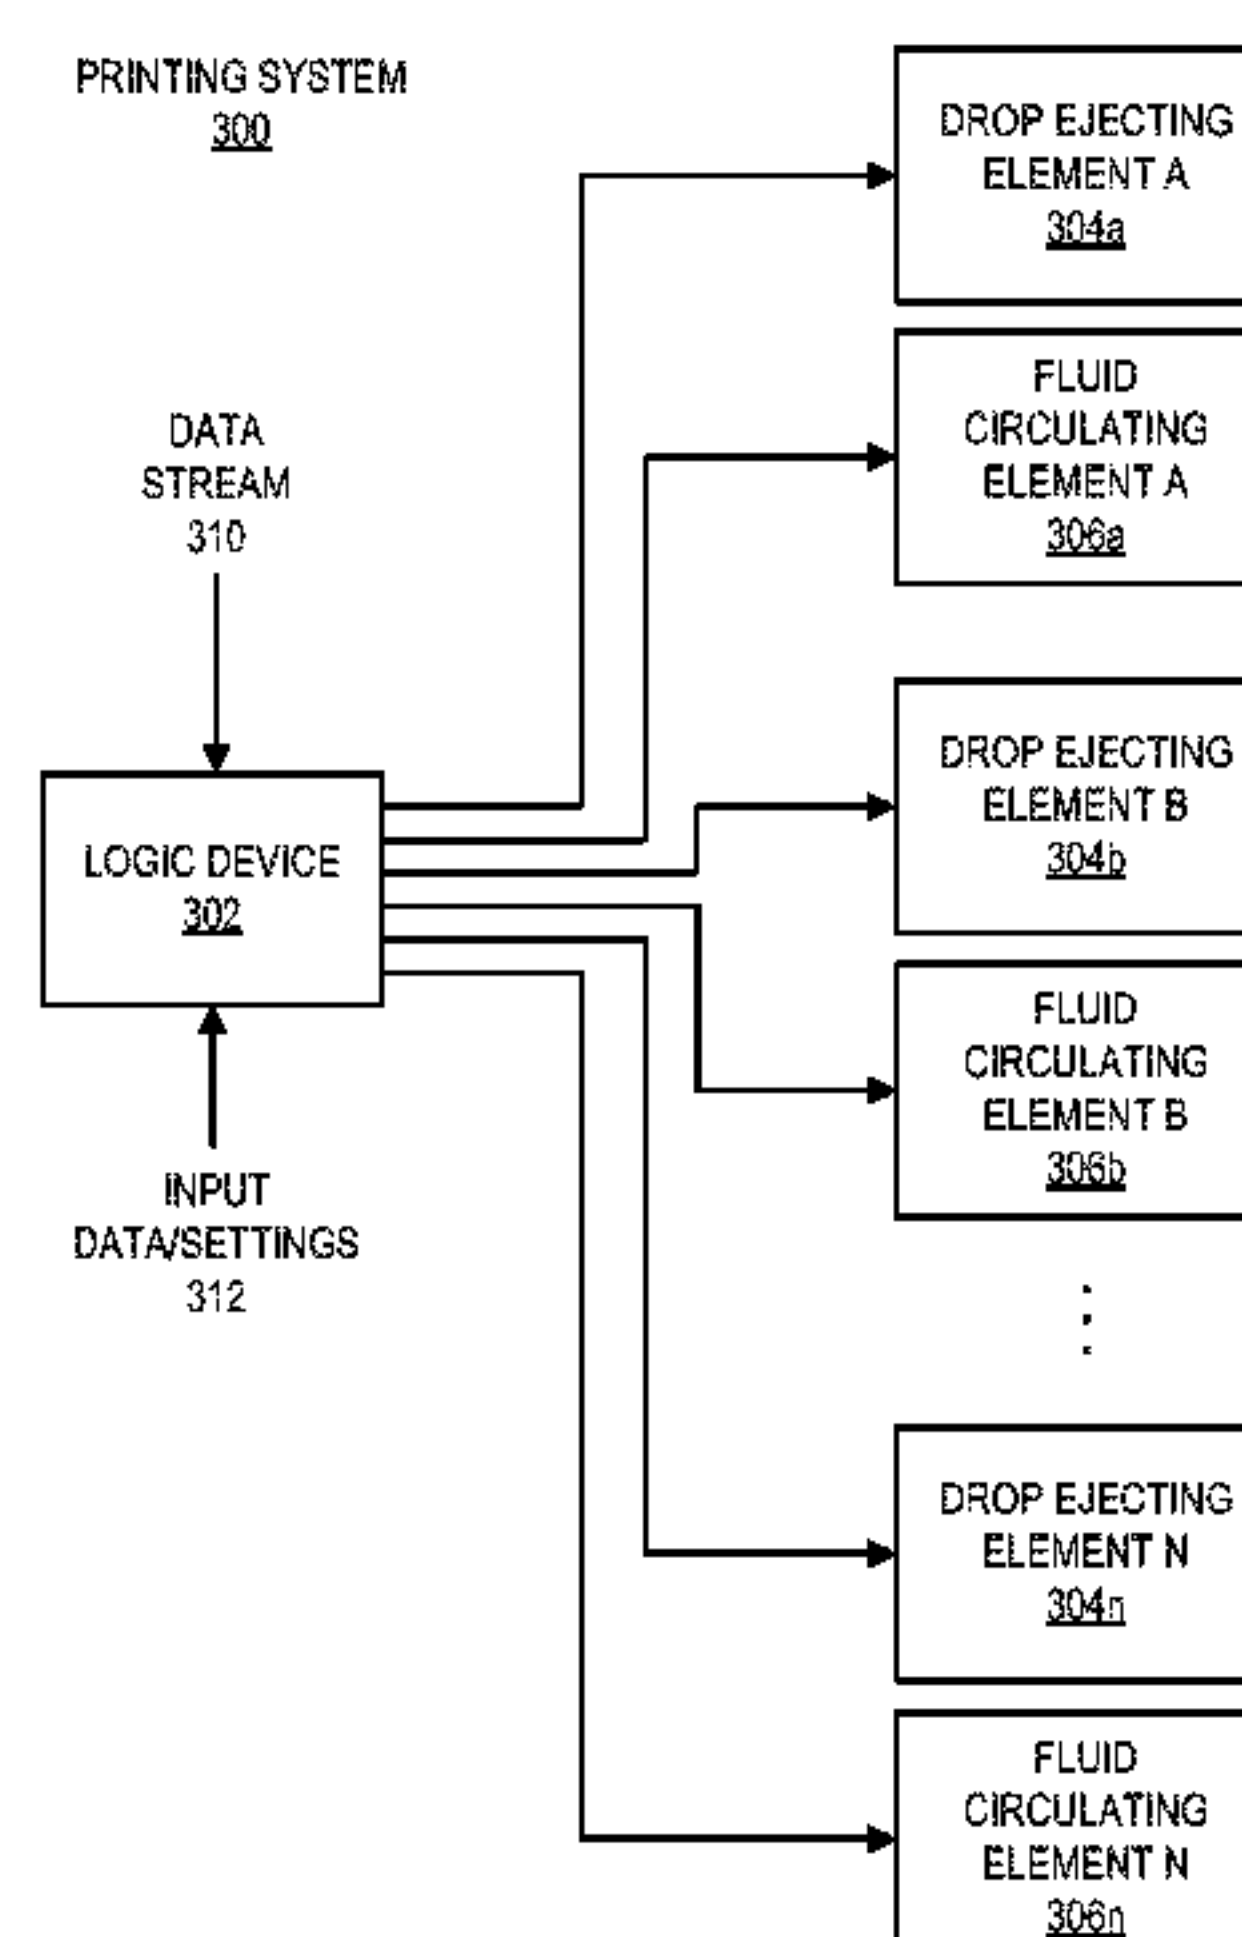 PRINTING SYSTEM
300
DATA
STREAM
310
LOGIC DEVICE
302
INPUT
DATA/SETTINGS
312
DROP EJECTING
ELEMENT A
304a
FLUID
CIRCULATING
ELEMENT A
306a
DROP EJECTING
ELEMENT B
304b
FLUID
CIRCULATING
ELEMENT B
306b
DROP EJECTING
ELEMENT N
304n
FLUID
CIRCULATING
ELEMENT N
306n